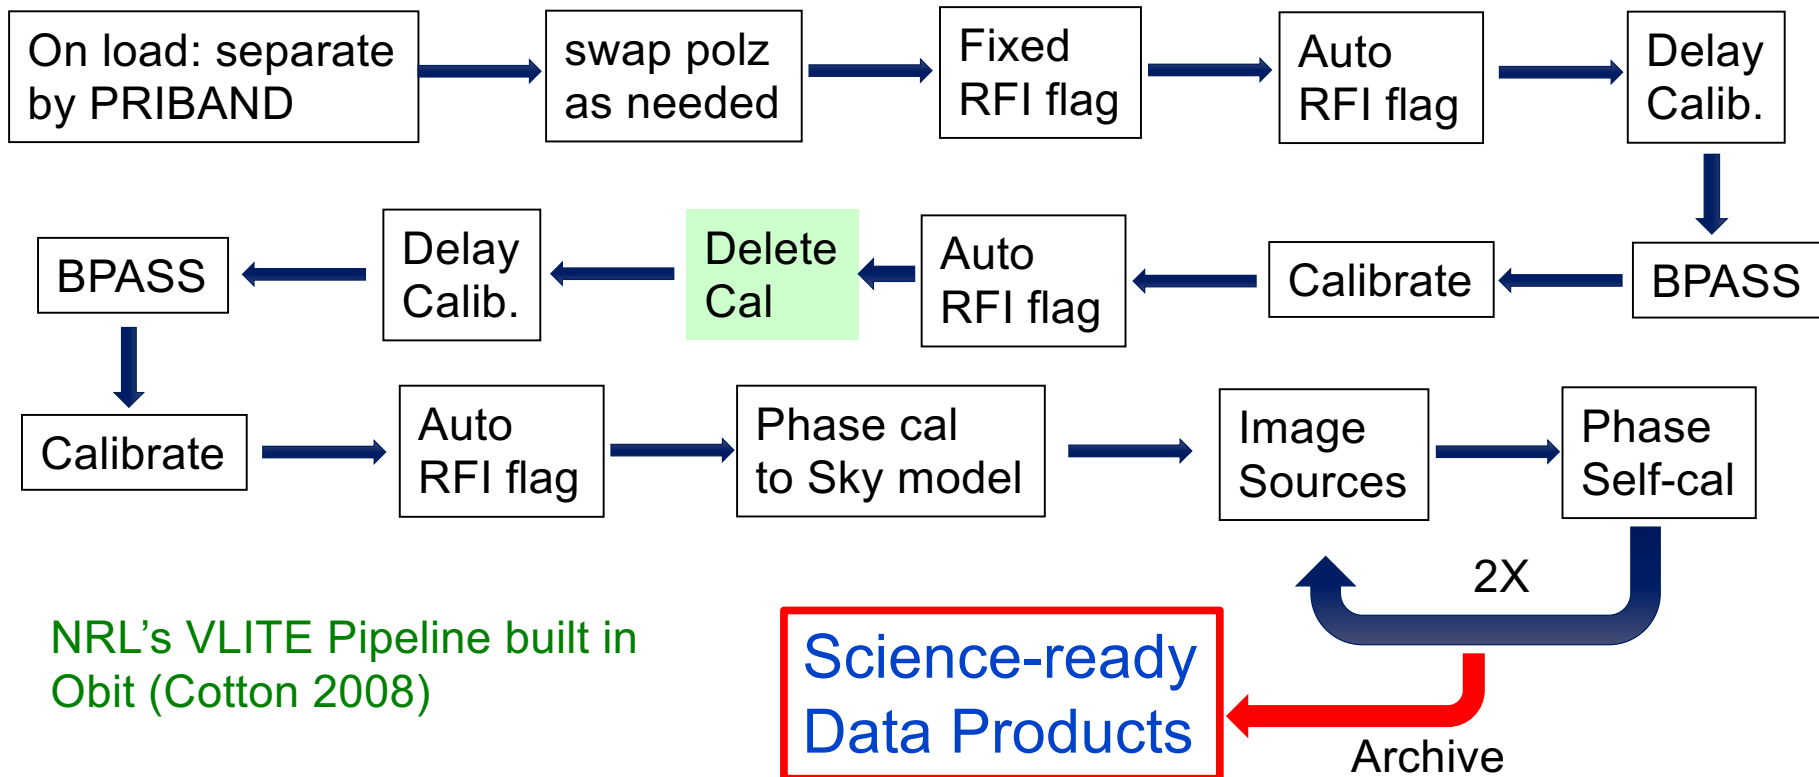 On load: separate
by PRIBAND
swap polz
as needed
Fixed
RFI flag
Auto
RFI flag
Delay
Calib.
BPASS
Calibrate
Auto
RFI flag
Delete
Cal
Delay
Calib.
BPASS
Calibrate
Auto
RFI flag
Phase cal
to Sky model
Image
Sources
Phase
Self-cal
2X
NRL’s VLITE Pipeline built in
Obit (Cotton 2008)
Science-ready
Data Products
Archive